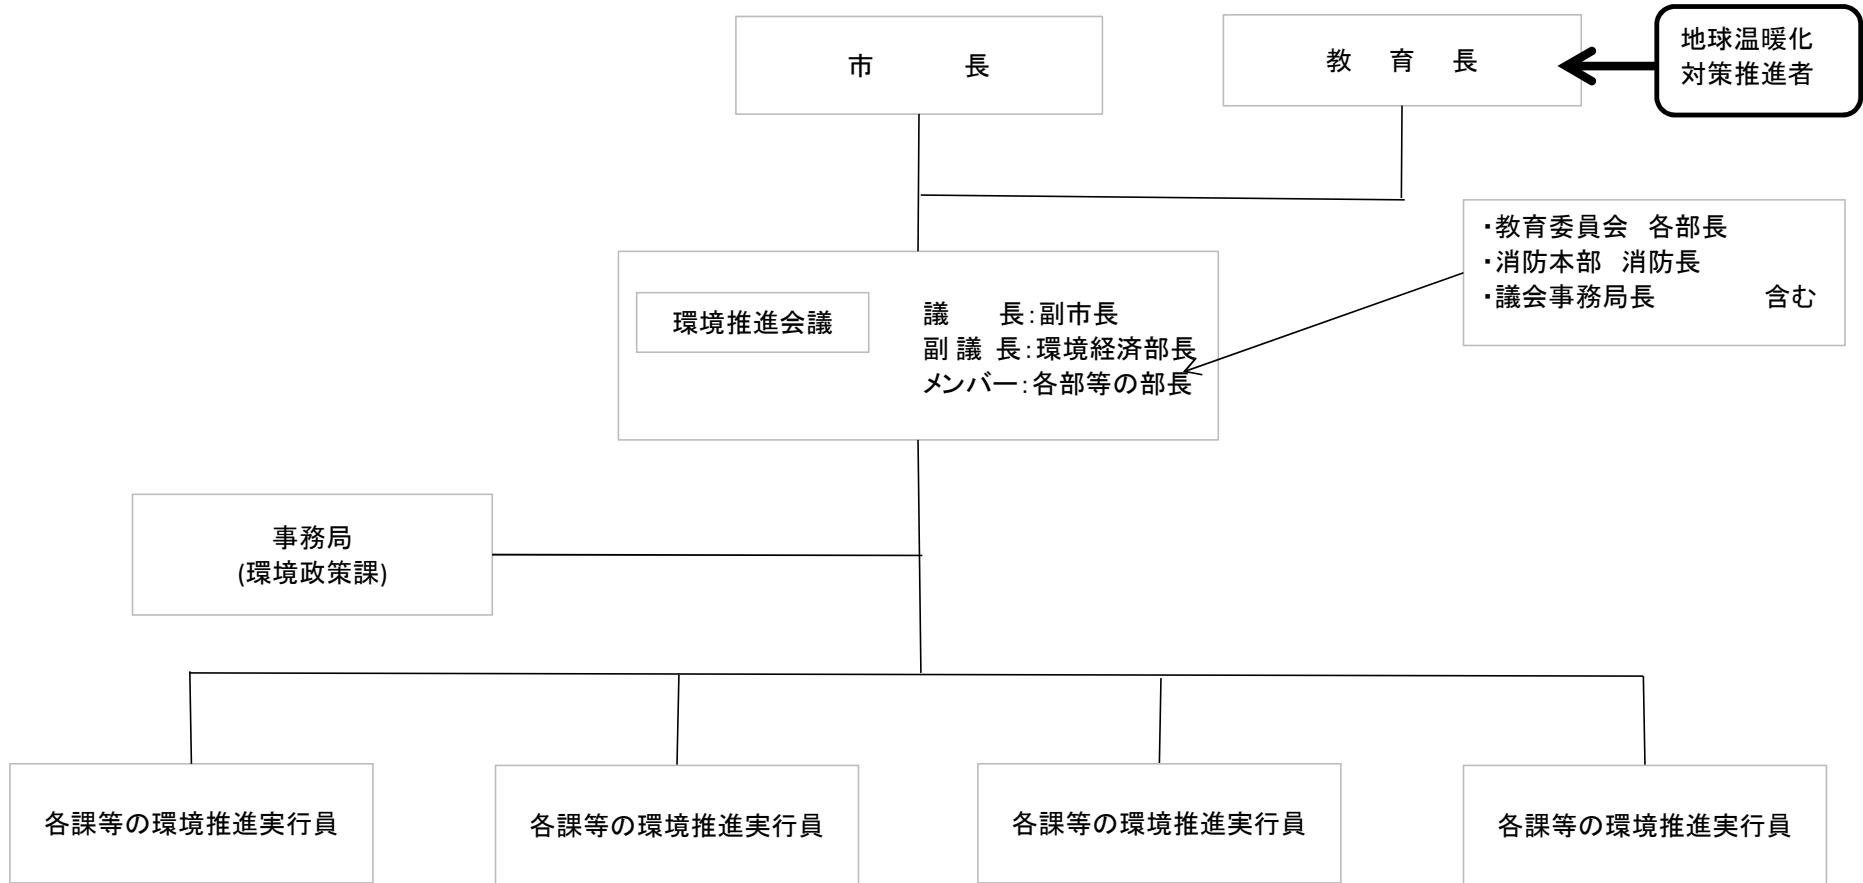 市　　　長
教　育　長
地球温暖化
対策推進者
・教育委員会　各部長
・消防本部　消防長
・議会事務局長　　　　含む
環境推進会議
議　　長：副市長
副 議 長：環境経済部長
メンバー：各部等の部長
事務局
(環境政策課)
各課等の環境推進実行員
各課等の環境推進実行員
各課等の環境推進実行員
各課等の環境推進実行員